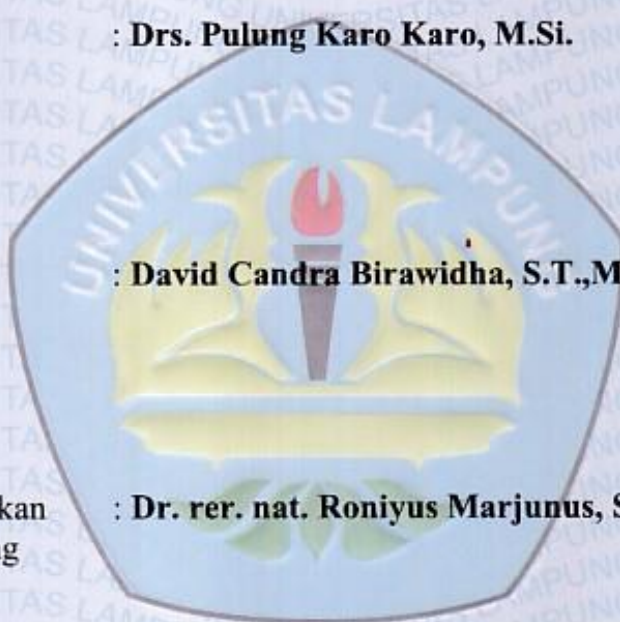 : Drs. Pulung Karo Karo, M.Si.
UNIVERSITAS LAMPUNG
: David Candra Birawidha, S.T.,M
kan : Dr. rer. nat. Roniyus Marjunus, S
g